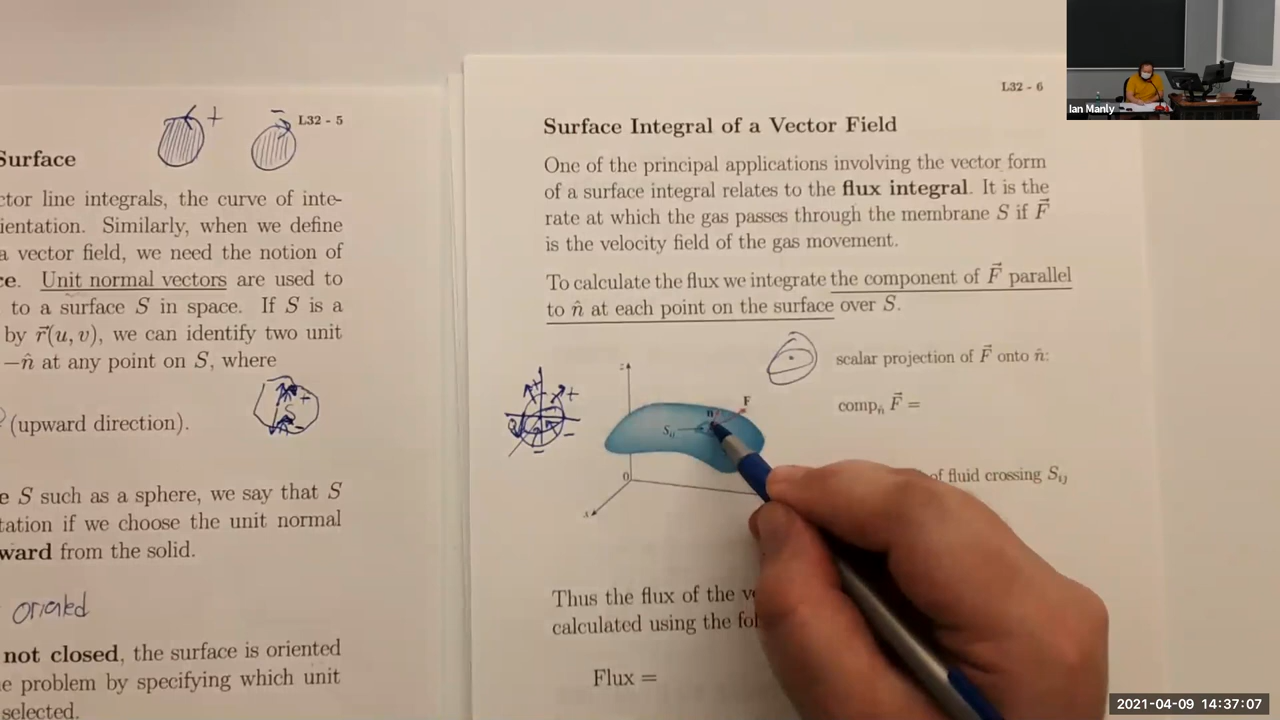 L32 - 5
Surface
ctor line integrals, the curve of inte-
ientation. Similarly, when we define
a vector field, we need the notion of
ce. Unit normal vectors are used to
to a surface S in space. If S is a
by r⃗(u, v), we can identify two unit
−n̂ at any point on S, where
(upward direction).
e S such as a sphere, we say that S
tation if we choose the unit normal
ward from the solid.
oriented
not closed, the surface is oriented
e problem by specifying which unit
selected.
L32 - 6
Surface Integral of a Vector Field
One of the principal applications involving the vector form
of a surface integral relates to the flux integral. It is the
rate at which the gas passes through the membrane S if F⃗
is the velocity field of the gas movement.
To calculate the flux we integrate the component of F⃗ parallel
to n̂ at each point on the surface over S.
scalar projection of F⃗ onto n̂:
comp_n̂ F⃗ =
z
F
n
S_ij
0
x
of fluid crossing S_ij
Thus the flux of the ve
calculated using the fol
Flux =
Ian Manly
2021-04-09 14:37:07